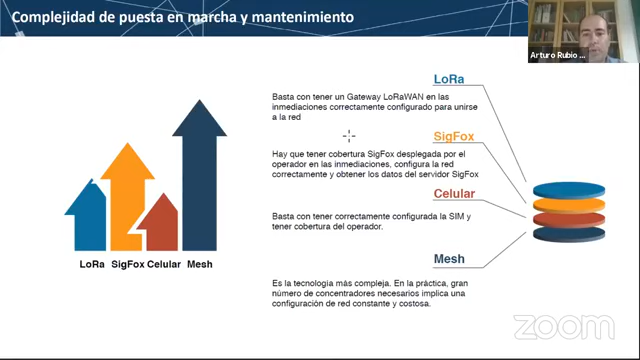 Complejidad de puesta en marcha y mantenimiento
Arturo Rubio ...
LoRa
Basta con tener un Gateway LoRaWAN en las
inmediaciones correctamente configurado para unirse
a la red
SigFox
Hay que tener cobertura SigFox desplegada por el
operador en las inmediaciones, configura la red
correctamente y obtener los datos del servidor SigFox
Celular
Basta con tener correctamente configurada la SIM y
tener cobertura del operador.
Mesh
Es la tecnología más compleja. En la práctica, gran
número de concentradores necesarios implica una
configuración de red constante y costosa.
LoRa SigFox Celular Mesh
zoom